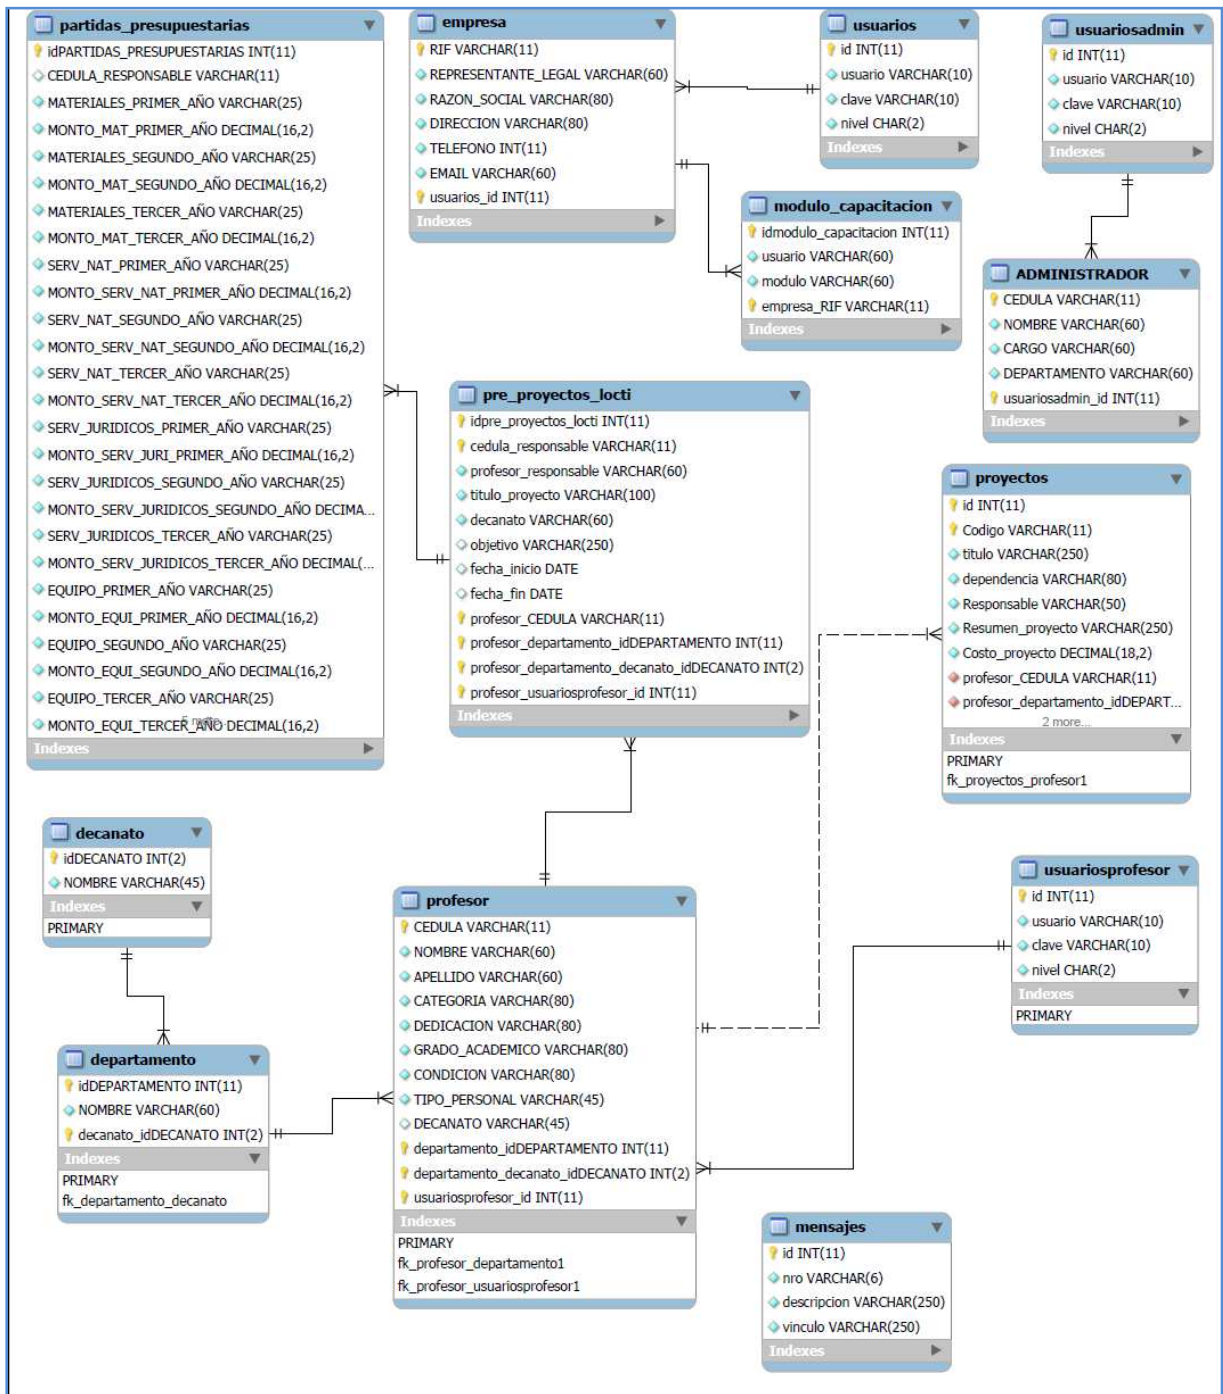 partidas_presupuestarias
idPARTIDAS_PRESUPUESTARIAS INT(11)
CEDULA_RESPONSABLE VARCHAR(11)
MATERIALES_PRIMER_AÑO VARCHAR(25)
MONTO_MAT_PRIMER_AÑO DECIMAL(16,2)
MATERIALES_SEGUNDO_AÑO VARCHAR(25)
MONTO_MAT_SEGUNDO_AÑO DECIMAL(16,2)
MATERIALES_TERCER_AÑO VARCHAR(25)
MONTO_MAT_TERCER_AÑO DECIMAL(16,2)
SERV_NAT_PRIMER_AÑO VARCHAR(25)
MONTO_SERV_NAT_PRIMER_AÑO DECIMAL(16,2)
SERV_NAT_SEGUNDO_AÑO VARCHAR(25)
MONTO_SERV_NAT_SEGUNDO_AÑO DECIMAL(16,2)
SERV_NAT_TERCER_AÑO VARCHAR(25)
MONTO_SERV_NAT_TERCER_AÑO DECIMAL(16,2)
SERV_JURIDICOS_PRIMER_AÑO VARCHAR(25)
MONTO_SERV_JURI_PRIMER_AÑO DECIMAL(16,2)
SERV_JURIDICOS_SEGUNDO_AÑO VARCHAR(25)
MONTO_SERV_JURIDICOS_SEGUNDO_AÑO DECIMA...
SERV_JURIDICOS_TERCER_AÑO VARCHAR(25)
MONTO_SERV_JURIDICOS_TERCER_AÑO DECIMAL(...
EQUIPO_PRIMER_AÑO VARCHAR(25)
MONTO_EQUI_PRIMER_AÑO DECIMAL(16,2)
EQUIPO_SEGUNDO_AÑO VARCHAR(25)
MONTO_EQUI_SEGUNDO_AÑO DECIMAL(16,2)
EQUIPO_TERCER_AÑO VARCHAR(25)
MONTO_EQUI_TERCER_AÑO DECIMAL(16,2)
5 more...
Indexes
empresa
RIF VARCHAR(11)
REPRESENTANTE_LEGAL VARCHAR(60)
RAZON_SOCIAL VARCHAR(80)
DIRECCION VARCHAR(80)
TELEFONO INT(11)
EMAIL VARCHAR(60)
usuarios_id INT(11)
Indexes
usuarios
id INT(11)
usuario VARCHAR(10)
clave VARCHAR(10)
nivel CHAR(2)
Indexes
usuariosadmin
id INT(11)
usuario VARCHAR(10)
clave VARCHAR(10)
nivel CHAR(2)
Indexes
modulo_capacitacion
idmodulo_capacitacion INT(11)
usuario VARCHAR(60)
modulo VARCHAR(60)
empresa_RIF VARCHAR(11)
Indexes
ADMINISTRADOR
CEDULA VARCHAR(11)
NOMBRE VARCHAR(60)
CARGO VARCHAR(60)
DEPARTAMENTO VARCHAR(60)
usuariosadmin_id INT(11)
Indexes
pre_proyectos_locti
idpre_proyectos_locti INT(11)
cedula_responsable VARCHAR(11)
profesor_responsable VARCHAR(60)
titulo_proyecto VARCHAR(100)
decanato VARCHAR(60)
objetivo VARCHAR(250)
fecha_inicio DATE
fecha_fin DATE
profesor_CEDULA VARCHAR(11)
profesor_departamento_idDEPARTAMENTO INT(11)
profesor_departamento_decanato_idDECANATO INT(2)
profesor_usuariosprofesor_id INT(11)
Indexes
proyectos
id INT(11)
Codigo VARCHAR(11)
titulo VARCHAR(250)
dependencia VARCHAR(80)
Responsable VARCHAR(50)
Resumen_proyecto VARCHAR(250)
Costo_proyecto DECIMAL(18,2)
profesor_CEDULA VARCHAR(11)
profesor_departamento_idDEPART...
2 more...
Indexes
PRIMARY
fk_proyectos_profesor1
decanato
idDECANATO INT(2)
NOMBRE VARCHAR(45)
Indexes
PRIMARY
departamento
idDEPARTAMENTO INT(11)
NOMBRE VARCHAR(60)
decanato_idDECANATO INT(2)
Indexes
PRIMARY
fk_departamento_decanato
profesor
CEDULA VARCHAR(11)
NOMBRE VARCHAR(60)
APELLIDO VARCHAR(60)
CATEGORIA VARCHAR(80)
DEDICACION VARCHAR(80)
GRADO_ACADEMICO VARCHAR(80)
CONDICION VARCHAR(80)
TIPO_PERSONAL VARCHAR(45)
DECANATO VARCHAR(45)
departamento_idDEPARTAMENTO INT(11)
departamento_decanato_idDECANATO INT(2)
usuariosprofesor_id INT(11)
Indexes
PRIMARY
fk_profesor_departamento1
fk_profesor_usuariosprofesor1
usuariosprofesor
id INT(11)
usuario VARCHAR(10)
clave VARCHAR(10)
nivel CHAR(2)
Indexes
PRIMARY
mensajes
id INT(11)
nro VARCHAR(6)
descripcion VARCHAR(250)
vinculo VARCHAR(250)
Indexes